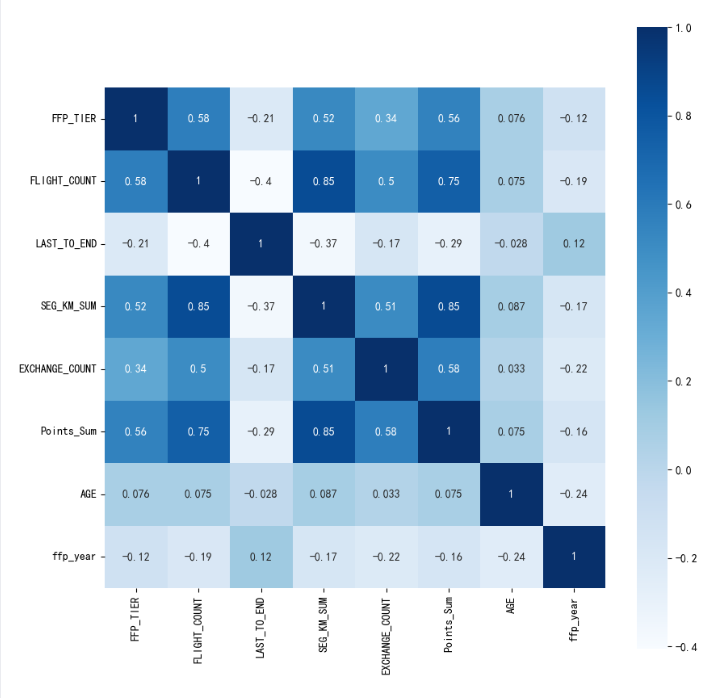 FFP_TIER 1 0.58 -0.21 0.52 0.34 0.56 0.076 -0.12
FLIGHT_COUNT 0.58 1 -0.4 0.85 0.5 0.75 0.075 -0.19
LAST_TO_END -0.21 -0.4 1 -0.37 -0.17 -0.29 -0.028 0.12
SEG_KM_SUM 0.52 0.85 -0.37 1 0.51 0.85 0.087 -0.17
EXCHANGE_COUNT 0.34 0.5 -0.17 0.51 1 0.58 0.033 -0.22
Points_Sum 0.56 0.75 -0.29 0.85 0.58 1 0.075 -0.16
AGE 0.076 0.075 -0.028 0.087 0.033 0.075 1 -0.24
ffp_year -0.12 -0.19 0.12 -0.17 -0.22 -0.16 -0.24 1
FFP_TIER
FLIGHT_COUNT
LAST_TO_END
SEG_KM_SUM
EXCHANGE_COUNT
Points_Sum
AGE
ffp_year
1.0
0.8
0.6
0.4
0.2
0.0
-0.2
-0.4